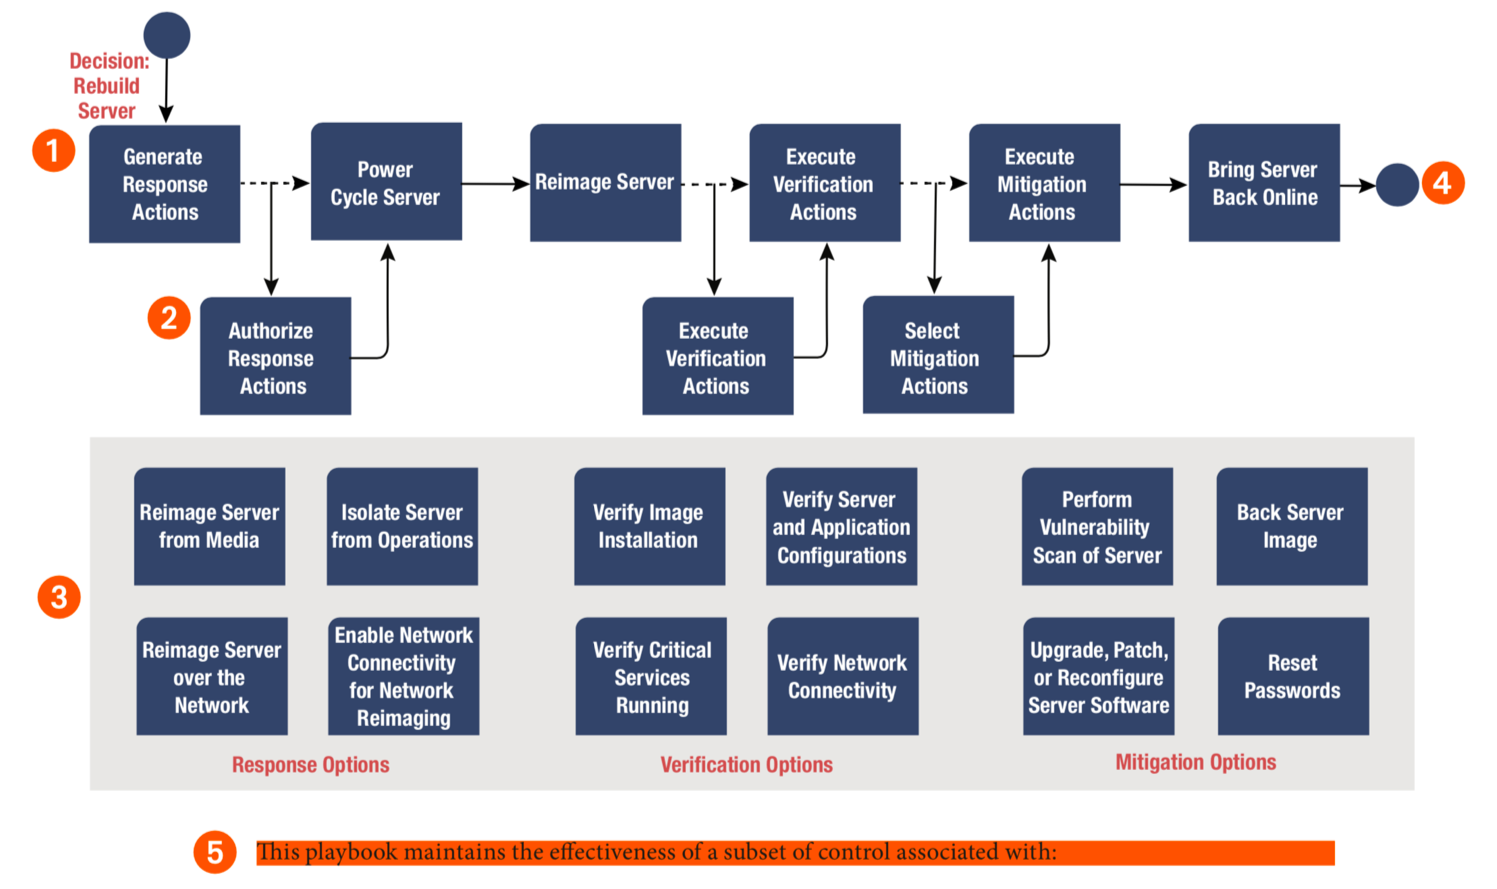 Decision:
Rebuild
Server
1
Generate
Response
Actions
Power
Cycle Server
Reimage Server
Execute
Verification
Actions
Execute
Mitigation
Actions
Bring Server
Back Online
4
2
Authorize
Response
Actions
Execute
Verification
Actions
Select
Mitigation
Actions
3
Reimage Server
from Media
Isolate Server
from Operations
Verify Image
Installation
Verify Server
and Application
Configurations
Perform
Vulnerability
Scan of Server
Back Server
Image
Reimage Server
over the
Network
Enable Network
Connectivity
for Network
Reimaging
Verify Critical
Services
Running
Verify Network
Connectivity
Upgrade, Patch,
or Reconfigure
Server Software
Reset
Passwords
Response Options
Verification Options
Mitigation Options
5
This playbook maintains the effectiveness of a subset of control associated with: